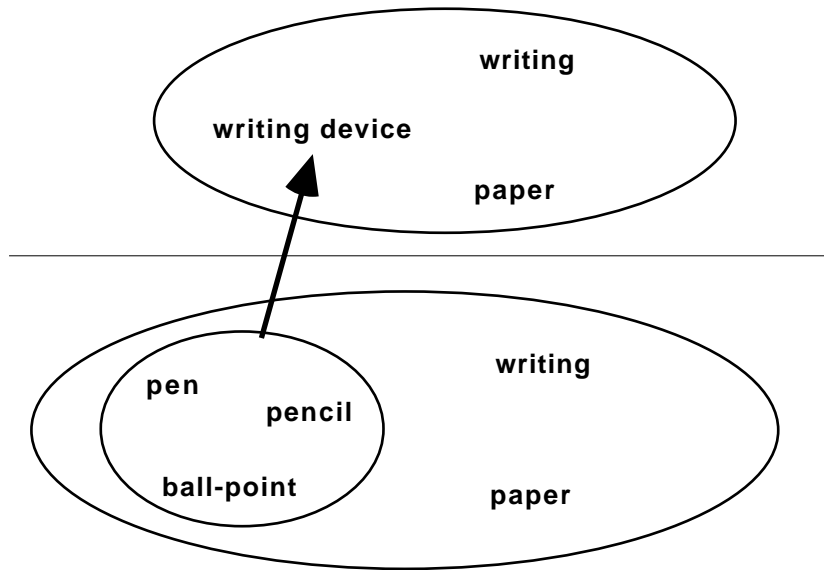 writing
writing device
paper
writing
pen
pencil
ball-point
paper